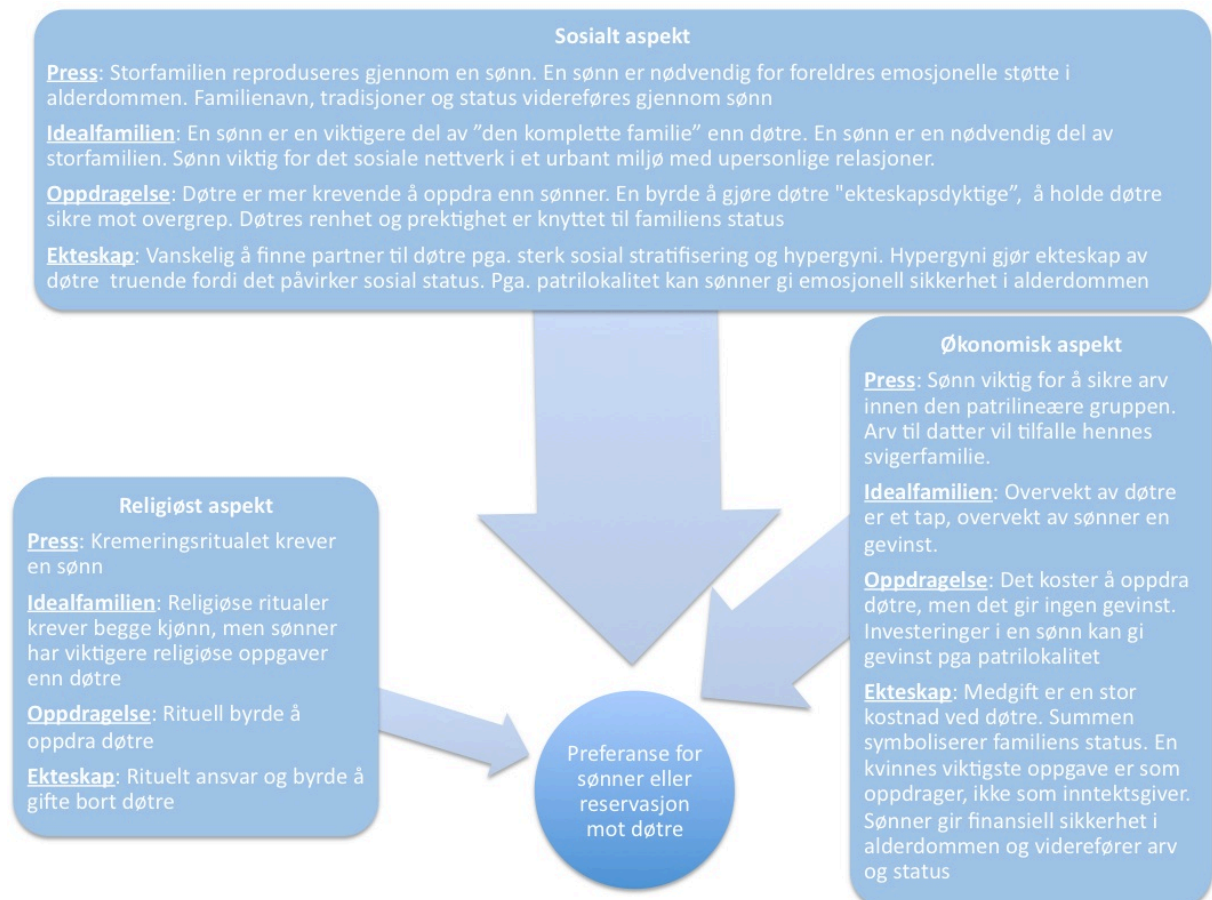 Sosialt aspekt
Press: Storfamilien reproduseres gjennom en sønn. En sønn er nødvendig for foreldres emosjonelle støtte i
alderdommen. Familienavn, tradisjoner og status videreføres gjennom sønn
Idealfamilien: En sønn er en viktigere del av ”den komplette familie” enn døtre. En sønn er en nødvendig del av
storfamilien. Sønn viktig for det sosiale nettverk i et urbant miljø med upersonlige relasjoner.
Oppdragelse: Døtre er mer krevende å oppdra enn sønner. En byrde å gjøre døtre "ekteskapsdyktige”, å holde døtre
sikre mot overgrep. Døtres renhet og prektighet er knyttet til familiens status
Ekteskap: Vanskelig å finne partner til døtre pga. sterk sosial stratifisering og hypergyni. Hypergyni gjør ekteskap av
døtre truende fordi det påvirker sosial status. Pga. patrilokalitet kan sønner gi emosjonell sikkerhet i alderdommen
Økonomisk aspekt
Press: Sønn viktig for å sikre arv
innen den patrilineære gruppen.
Arv til datter vil tilfalle hennes
svigerfamilie.
Idealfamilien: Overvekt av døtre
er et tap, overvekt av sønner en
gevinst.
Oppdragelse: Det koster å oppdra
døtre, men det gir ingen gevinst.
Investeringer i en sønn kan gi
gevinst pga patrilokalitet
Ekteskap: Medgift er en stor
kostnad ved døtre. Summen
symboliserer familiens status. En
kvinnes viktigste oppgave er som
oppdrager, ikke som inntektsgiver.
Sønner gir finansiell sikkerhet i
alderdommen og viderefører arv
og status
Religiøst aspekt
Press: Kremeringsritualet krever
en sønn
Idealfamilien: Religiøse ritualer
krever begge kjønn, men sønner
har viktigere religiøse oppgaver
enn døtre
Oppdragelse: Rituell byrde å
oppdra døtre
Ekteskap: Rituelt ansvar og byrde å
gifte bort døtre
Preferanse for
sønner eller
reservasjon
mot døtre